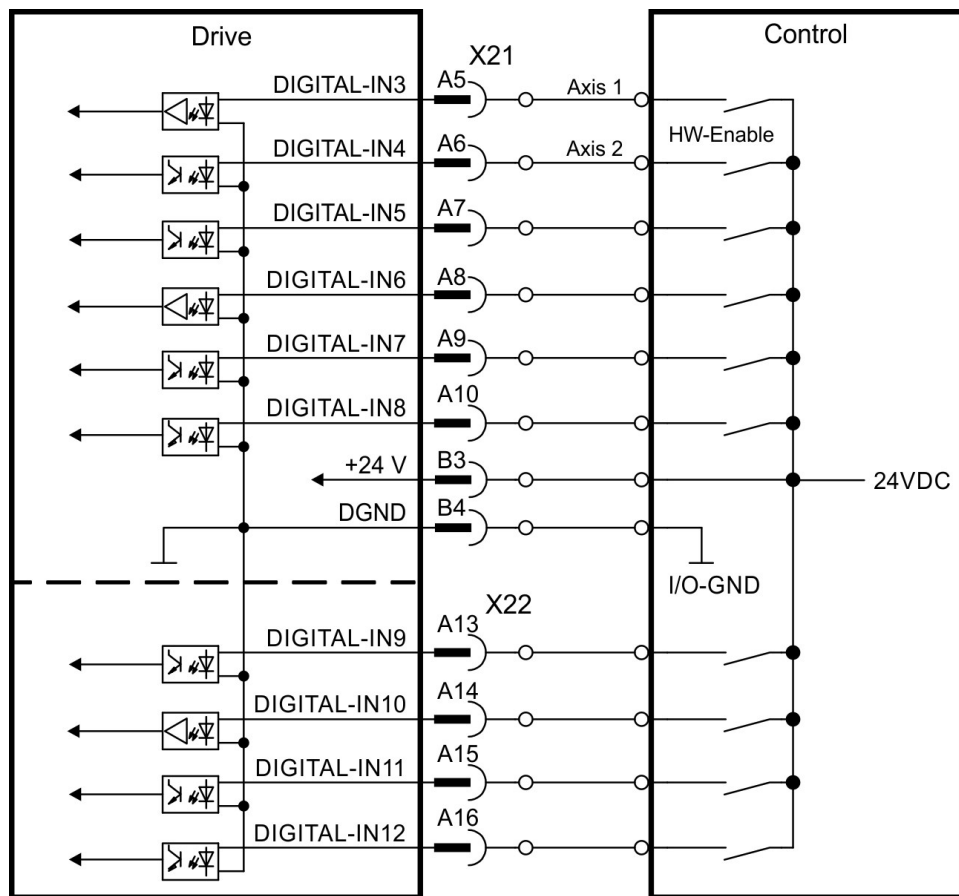 Drive
Control
X21
DIGITAL-IN3
A5
Axis 1
HW-Enable
DIGITAL-IN4
A6
Axis 2
DIGITAL-IN5
A7
DIGITAL-IN6
A8
DIGITAL-IN7
A9
DIGITAL-IN8
A10
+24 V
B3
24VDC
DGND
B4
I/O-GND
X22
DIGITAL-IN9
A13
DIGITAL-IN10
A14
DIGITAL-IN11
A15
DIGITAL-IN12
A16